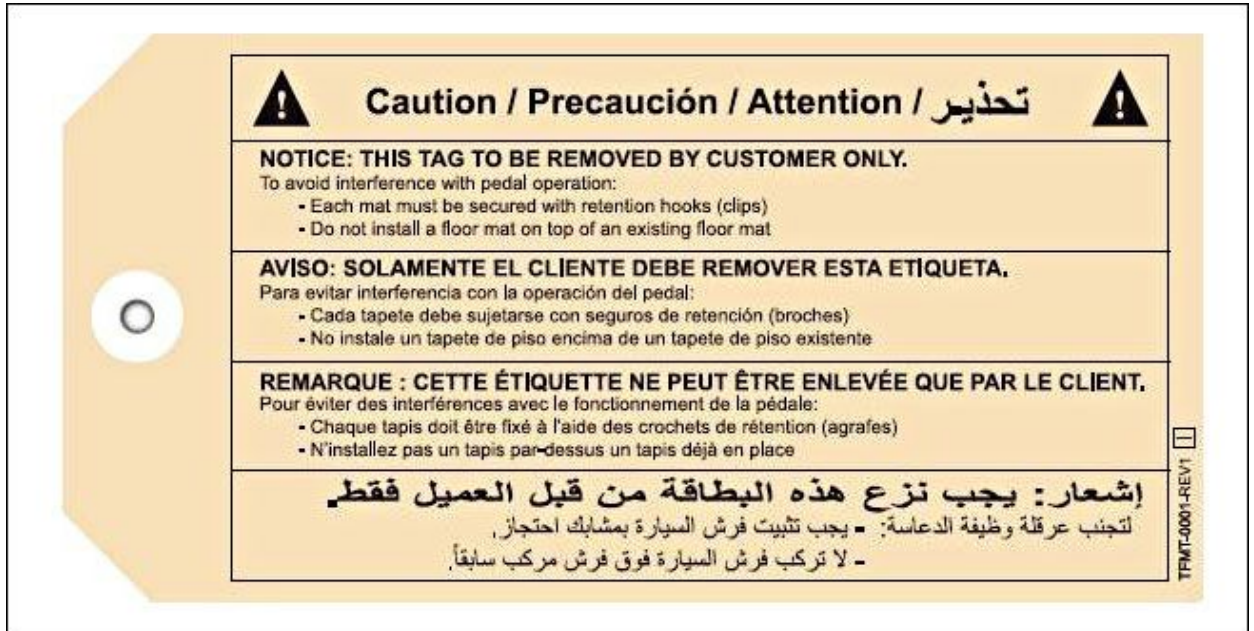 Caution / Precaución / Attention / تحذير
NOTICE: THIS TAG TO BE REMOVED BY CUSTOMER ONLY.
To avoid interference with pedal operation:
- Each mat must be secured with retention hooks (clips)
- Do not install a floor mat on top of an existing floor mat
AVISO: SOLAMENTE EL CLIENTE DEBE REMOVER ESTA ETIQUETA.
Para evitar interferencia con la operación del pedal:
- Cada tapete debe sujetarse con seguros de retención (broches)
- No instale un tapete de piso encima de un tapete de piso existente
REMARQUE : CETTE ÉTIQUETTE NE PEUT ÊTRE ENLEVÉE QUE PAR LE CLIENT.
Pour éviter des interférences avec le fonctionnement de la pédale:
- Chaque tapis doit être fixé à l'aide des crochets de rétention (agrafes)
- N'installez pas un tapis par-dessus un tapis déjà en place
إشعار: يجب نزع هذه البطاقة من قبل العميل فقط.
لتجنب عرقلة وظيفة الدعاسة: - يجب تثبيت فرش السيارة بمشابك احتجاز.
- لا تركب فرش السيارة فوق فرش مركب سابقاً.
TFMT-0001-REV1